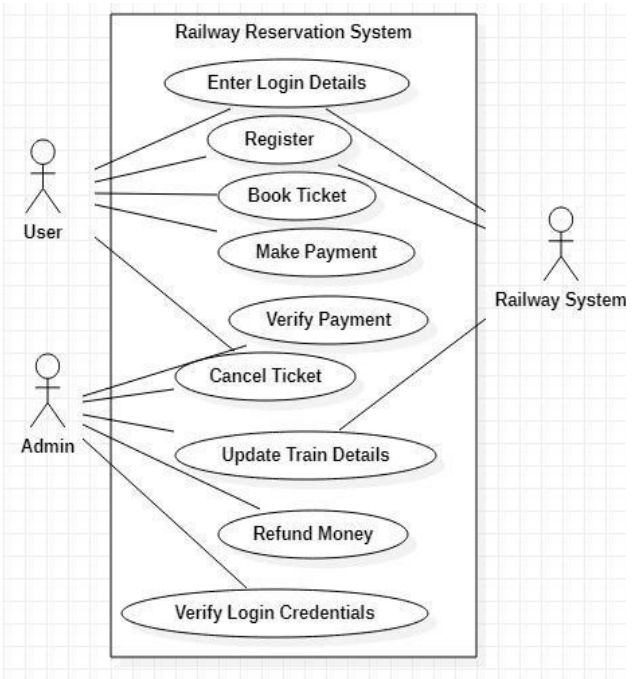 Railway Reservation System
Enter Login Details
Register
Book Ticket
User
Make Payment
Railway System
Verify Payment
Cancel Ticket
Admin
Update Train Details
Refund Money
Verify Login Credentials